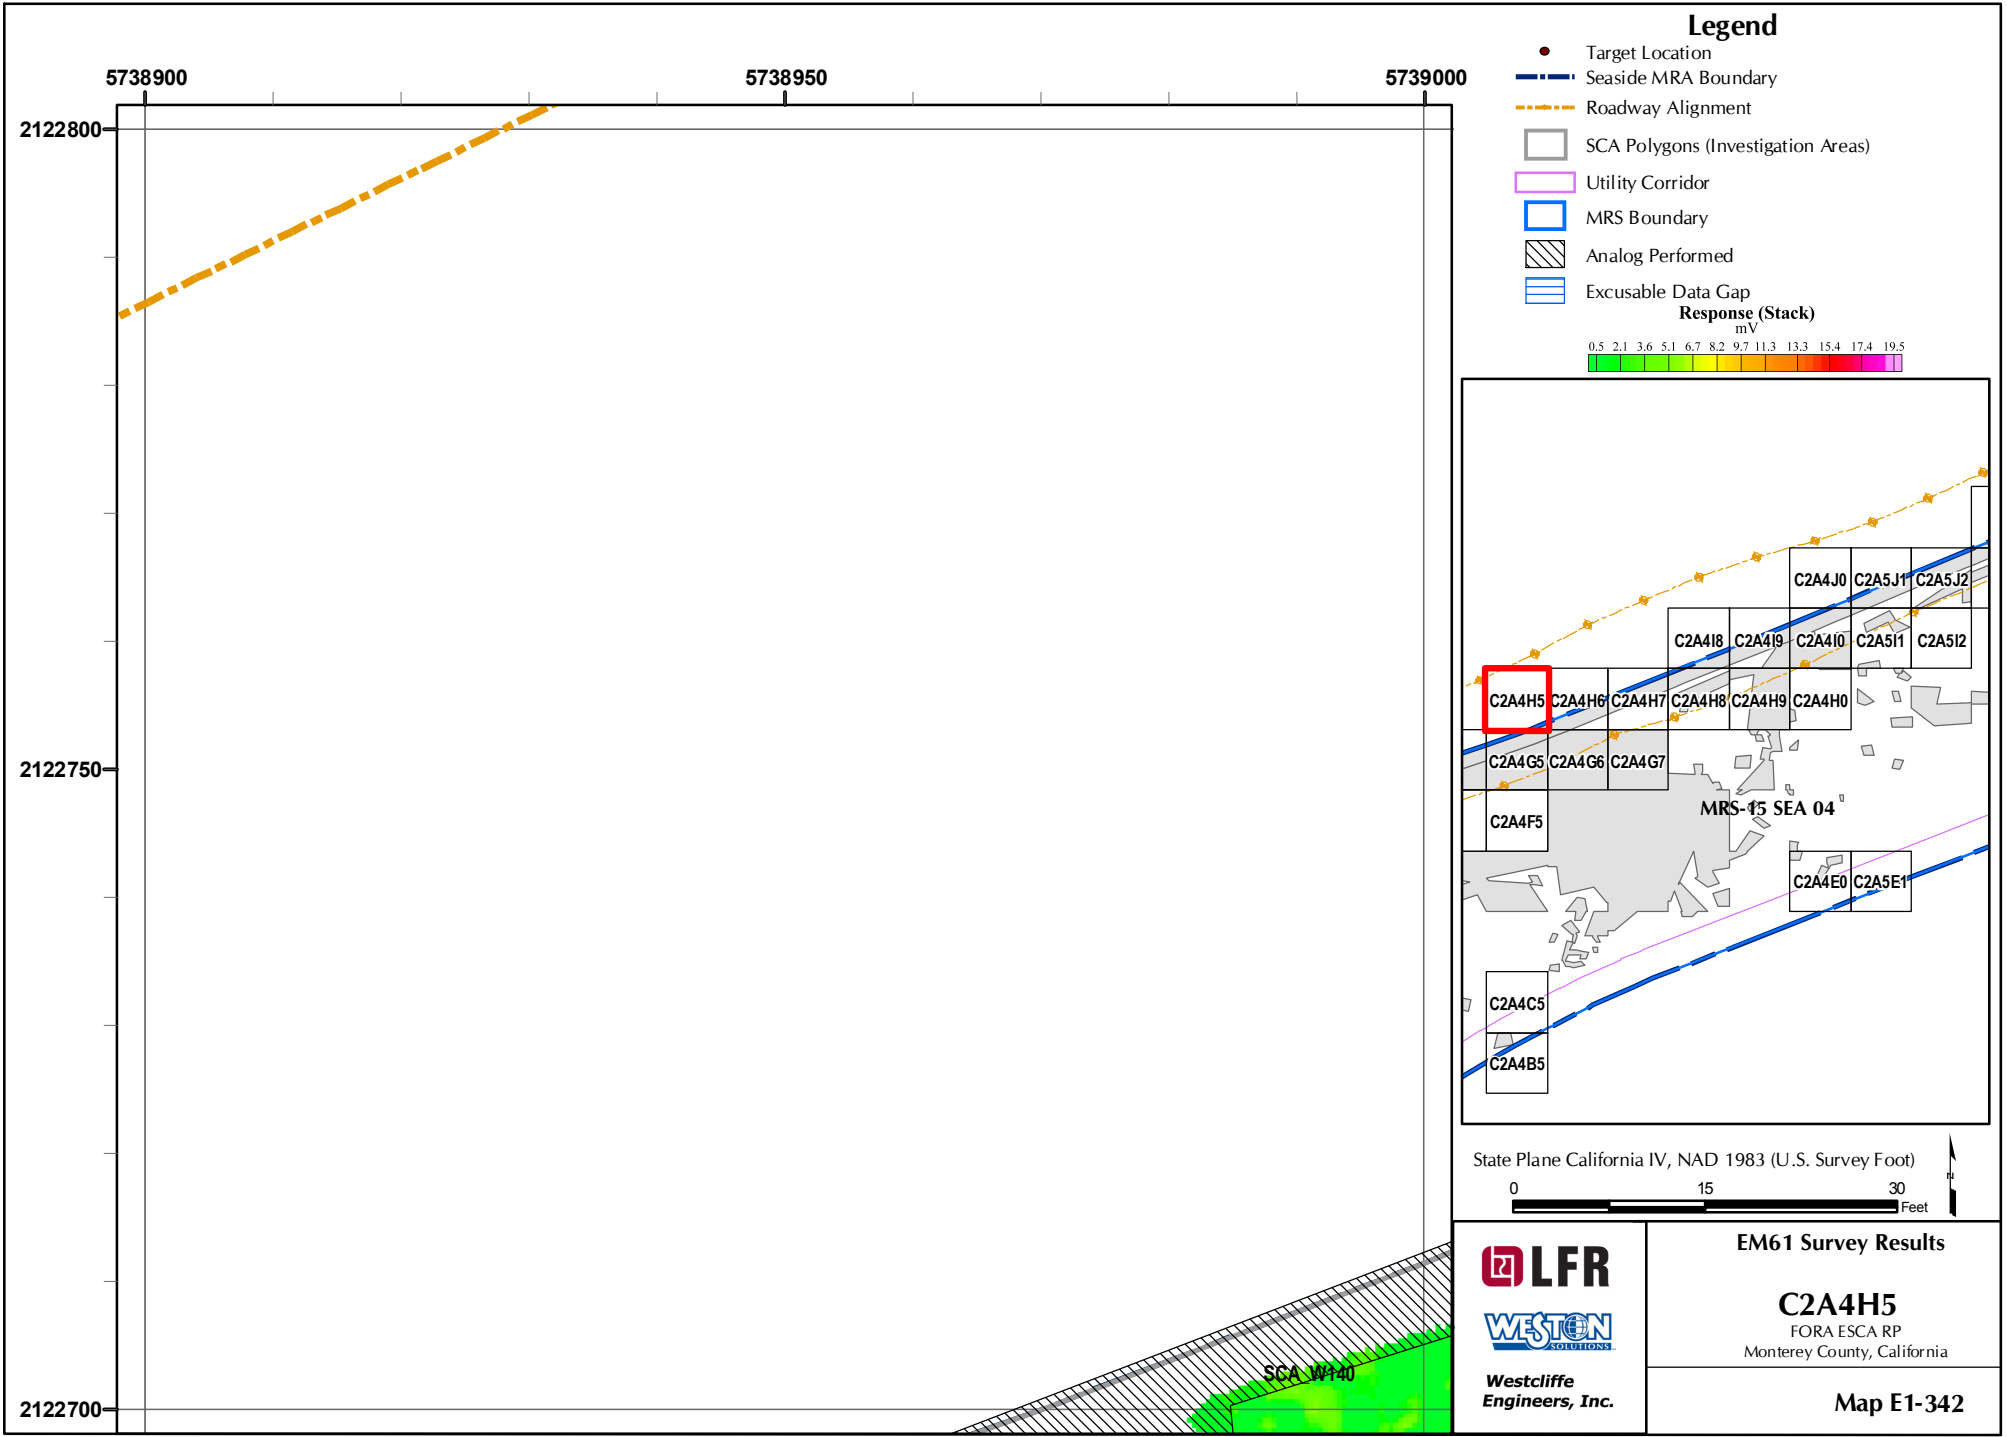 Legend
Target Location
Seaside MRA Boundary
Roadway Alignment
SCA Polygons (Investigation Areas)
Utility Corridor
MRS Boundary
Analog Performed
Excusable Data Gap
Response (Stack)
mV
0.5 2.1 3.6 5.1 6.7 8.2 9.7 11.3 13.3 15.4 17.4 19.5
5738900 5738950 5739000
2122800
2122750
2122700
SCA_W140
C2A4J0 C2A5J1 C2A5J2
C2A4I8 C2A4I9 C2A4I0 C2A5I1 C2A5I2
C2A4H5 C2A4H6 C2A4H7 C2A4H8 C2A4H9 C2A4H0
C2A4G5 C2A4G6 C2A4G7
MRS-15 SEA 04
C2A4F5
C2A4E0 C2A5E1
C2A4C5
C2A4B5
State Plane California IV, NAD 1983 (U.S. Survey Foot)
0 15 30
Feet
N
LFR
WESTON
SOLUTIONS
Westcliffe
Engineers, Inc.
EM61 Survey Results
C2A4H5
FORA ESCA RP
Monterey County, California
Map E1-342